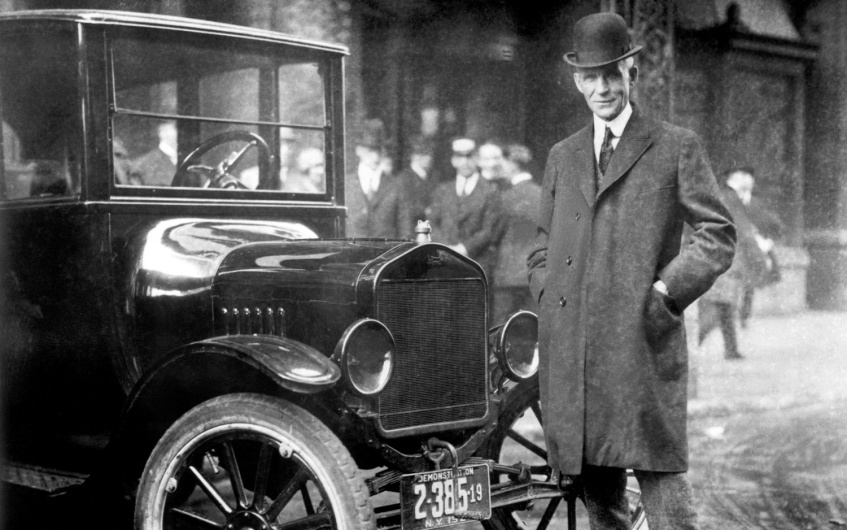 DEMONSTRATION
2-385-19
N.Y.